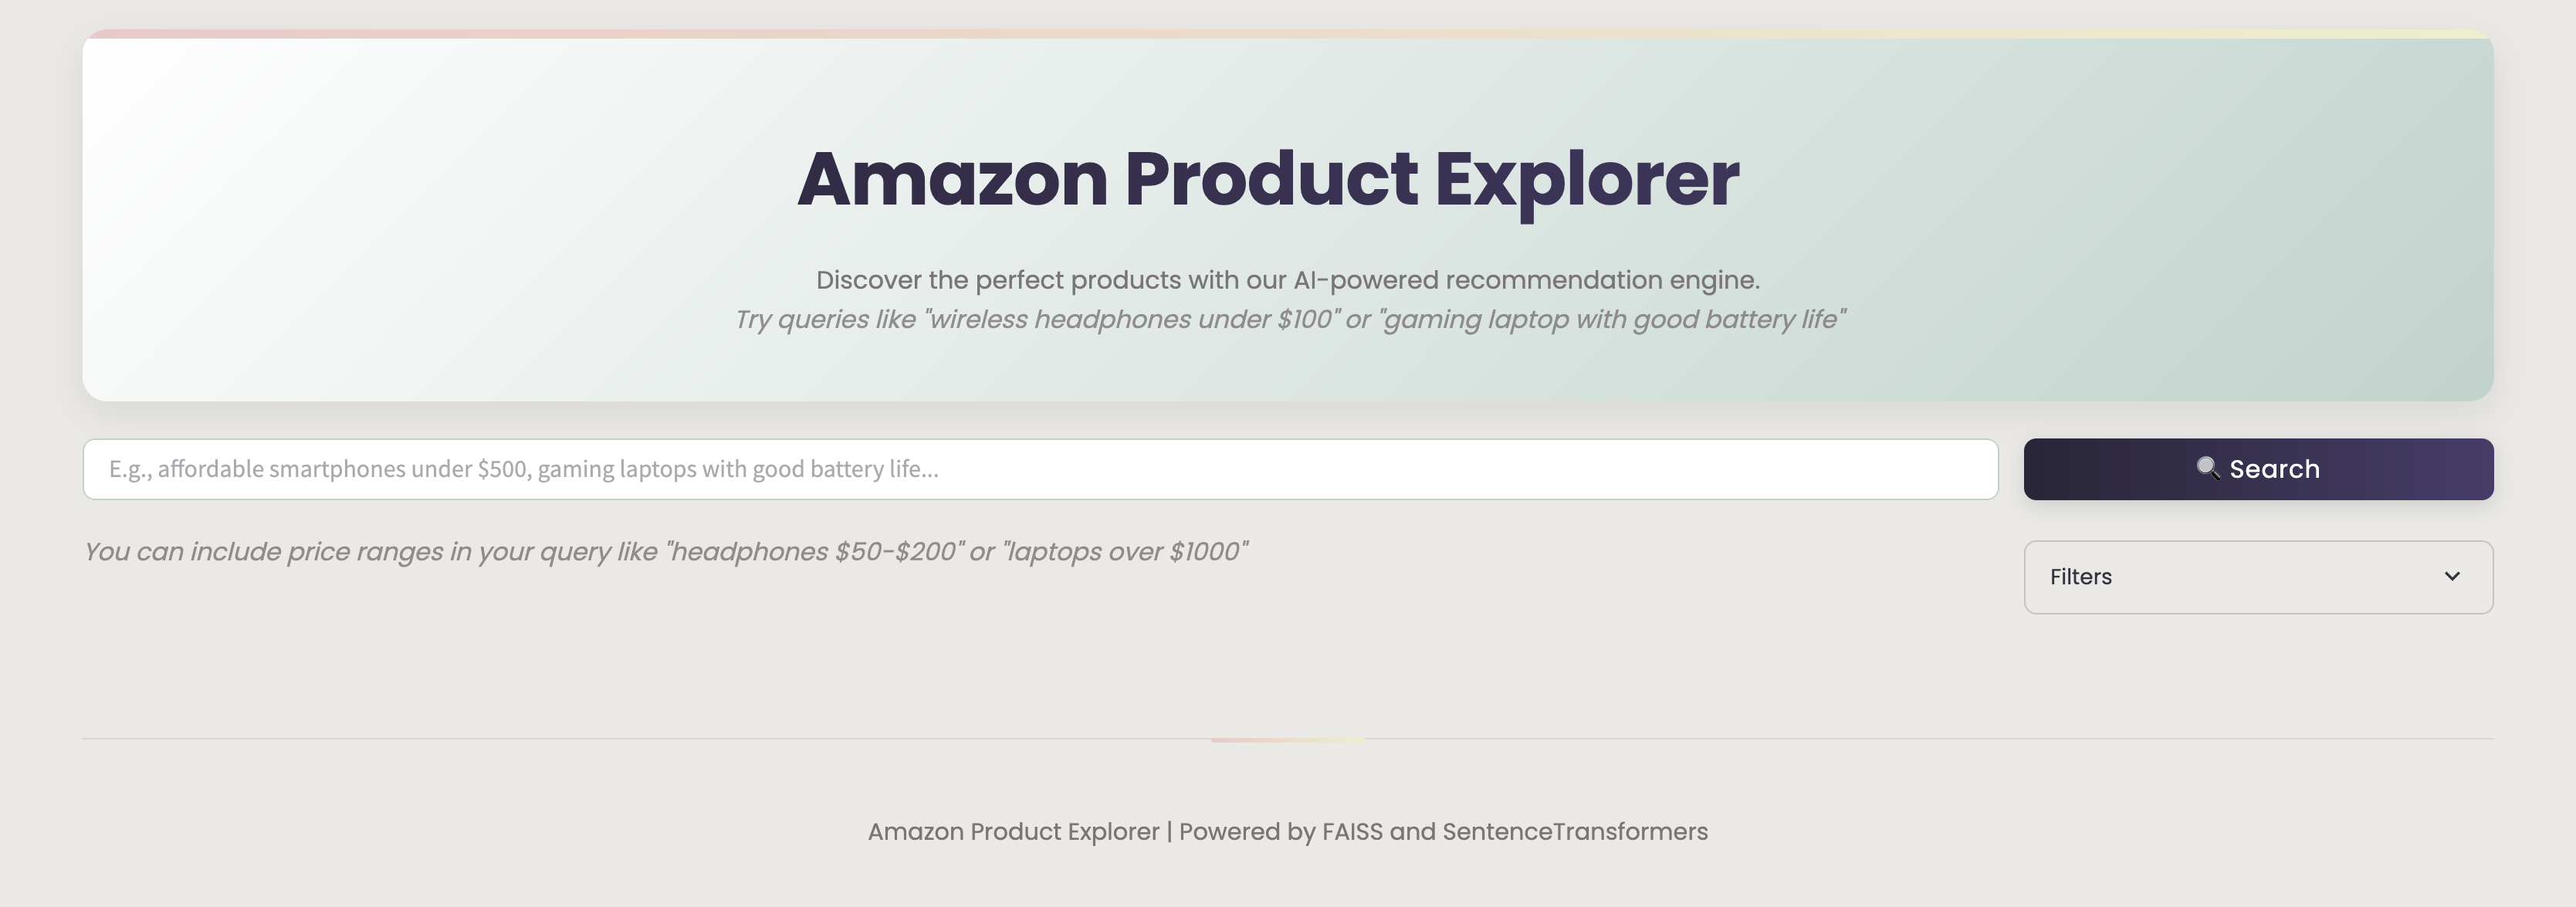 Amazon Product Explorer
Discover the perfect products with our AI-powered recommendation engine.
Try queries like "wireless headphones under $100" or "gaming laptop with good battery life"
E.g., affordable smartphones under $500, gaming laptops with good battery life...
Search
You can include price ranges in your query like "headphones $50-$200" or "laptops over $1000"
Filters
Amazon Product Explorer | Powered by FAISS and SentenceTransformers